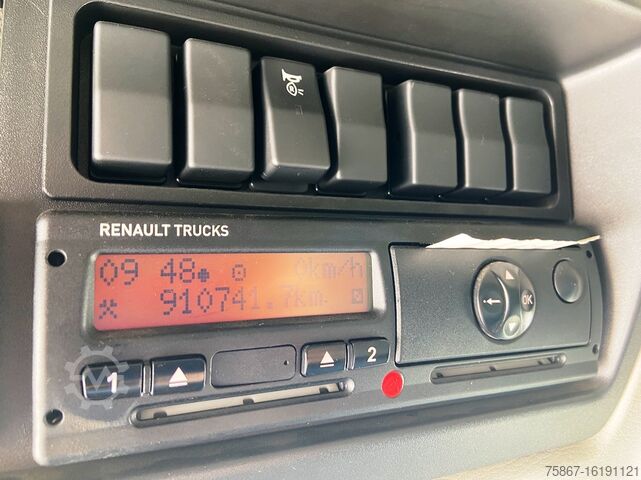 RENAULT TRUCKS
09 48 0km/h
910741.7km
OK
1 2
75867-16191121